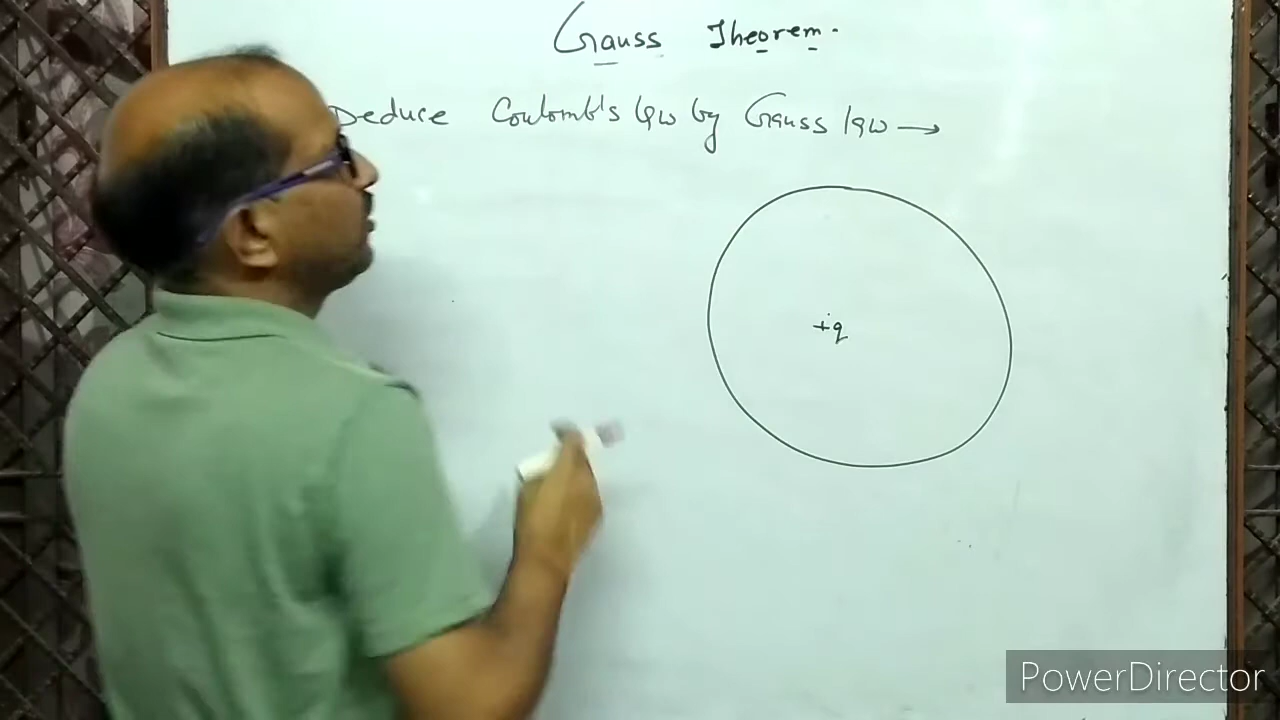 Gauss Theorem.
Deduce Coulomb's law by Gauss law →
+q
PowerDirector